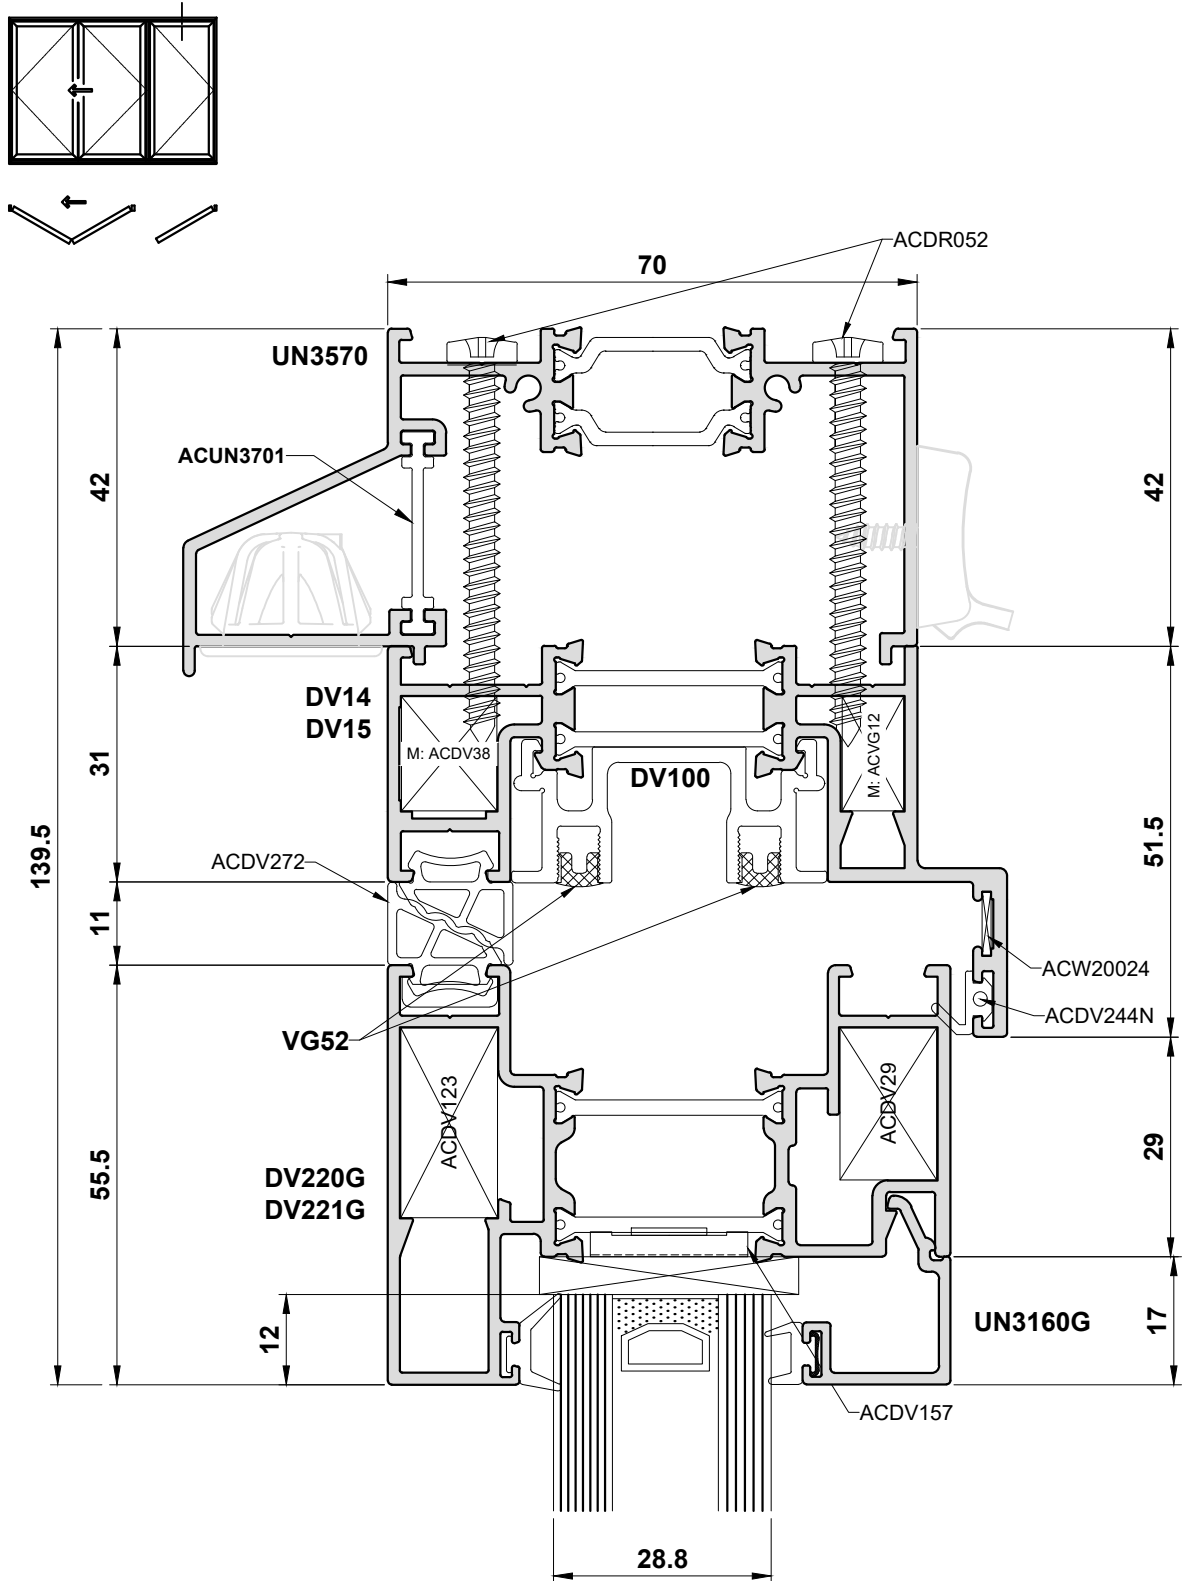 ACDR052
70
UN3570
ACUN3701
42
42
DV14
DV15
M: ACDV38
DV100
M: ACVG12
31
139.5
51.5
ACDV272
11
ACW20024
ACDV244N
VG52
ACDV123
ACDV29
DV220G
DV221G
55.5
29
12
UN3160G
17
ACDV157
28.8